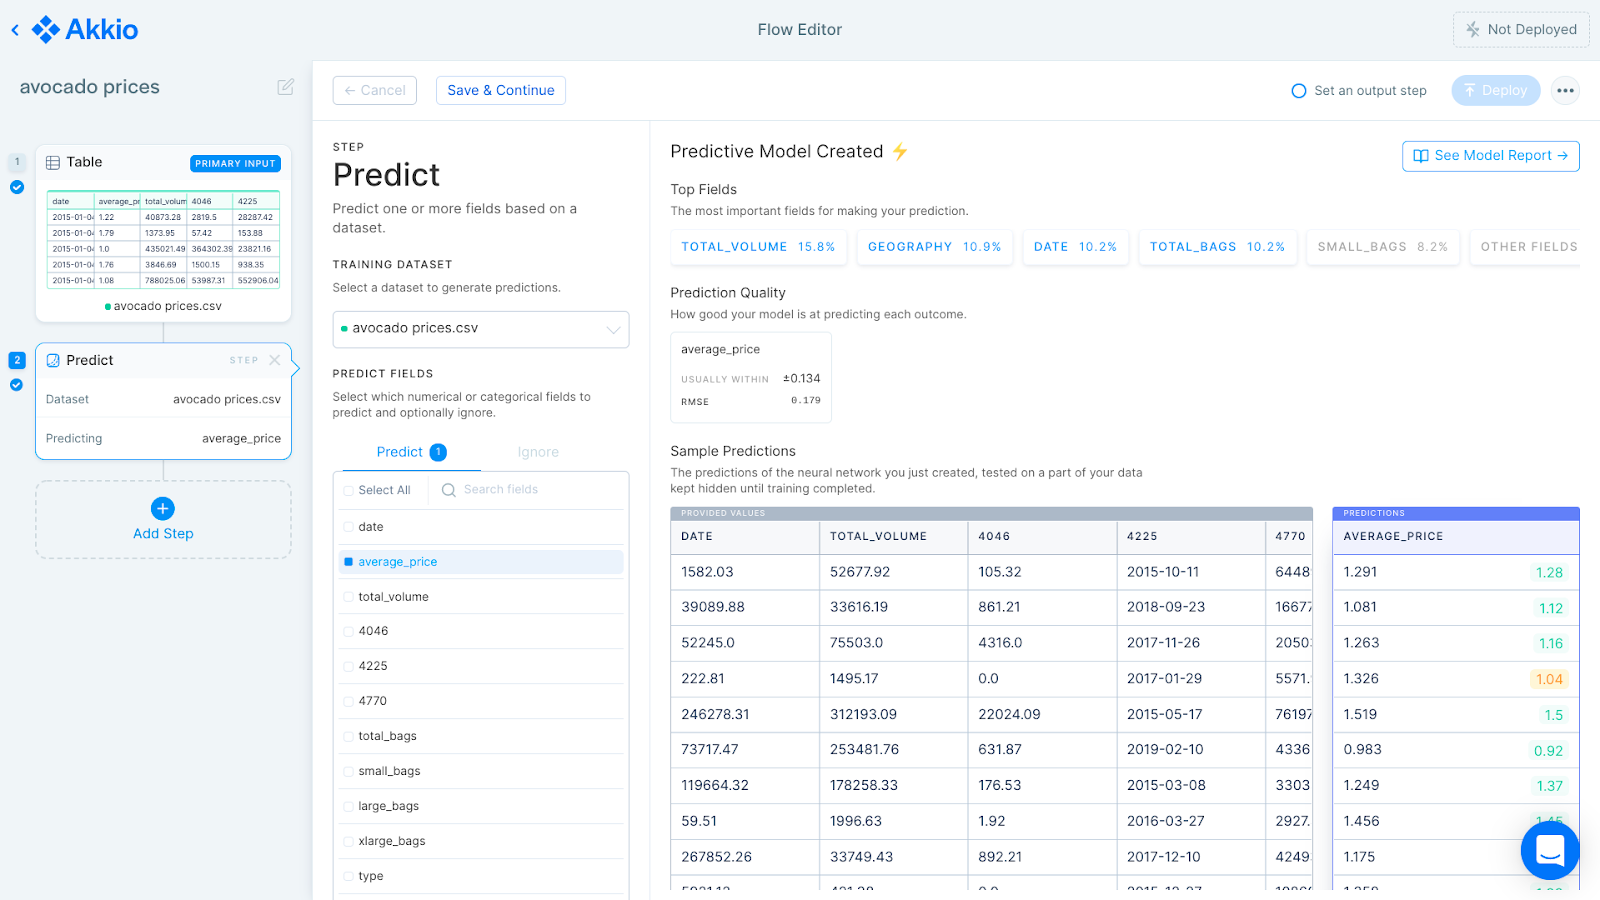 Akkio
Flow Editor
Not Deployed
avocado prices
← Cancel
Save & Continue
Set an output step
Deploy
1
Table
PRIMARY INPUT
date average_pr total_volum 4046 4225
2015-01-04 1.22 40873.28 2819.5 28287.42
2015-01-04 1.79 1373.95 57.42 153.88
2015-01-04 1.0 435021.49 364302.39 23821.16
2015-01-04 1.76 3846.69 1500.15 938.35
2015-01-04 1.08 788025.06 53987.31 552906.04
avocado prices.csv
2
Predict
STEP
Dataset avocado prices.csv
Predicting average_price
Add Step
STEP
Predict
Predict one or more fields based on a
dataset.
TRAINING DATASET
Select a dataset to generate predictions.
avocado prices.csv
PREDICT FIELDS
Select which numerical or categorical fields to
predict and optionally ignore.
Predict 1
Ignore
Select All
Search fields
date
average_price
total_volume
4046
4225
4770
total_bags
small_bags
large_bags
xlarge_bags
type
Predictive Model Created
See Model Report →
Top Fields
The most important fields for making your prediction.
TOTAL_VOLUME 15.8%
GEOGRAPHY 10.9%
DATE 10.2%
TOTAL_BAGS 10.2%
SMALL_BAGS 8.2%
OTHER FIELDS
Prediction Quality
How good your model is at predicting each outcome.
average_price
USUALLY WITHIN ±0.134
RMSE 0.179
Sample Predictions
The predictions of the neural network you just created, tested on a part of your data
kept hidden until training completed.
PROVIDED VALUES PREDICTIONS
DATE TOTAL_VOLUME 4046 4225 4770 AVERAGE_PRICE
1582.03 52677.92 105.32 2015-10-11 6448 1.291 1.28
39089.88 33616.19 861.21 2018-09-23 16677 1.081 1.12
52245.0 75503.0 4316.0 2017-11-26 2050 1.263 1.16
222.81 1495.17 0.0 2017-01-29 5571. 1.326 1.04
246278.31 312193.09 22024.09 2015-05-17 76197 1.519 1.5
73717.47 253481.76 631.87 2019-02-10 4336 0.983 0.92
119664.32 178258.33 176.53 2015-03-08 3303 1.249 1.37
59.51 1996.63 1.92 2016-03-27 2927. 1.456
267852.26 33749.43 892.21 2017-12-10 4249 1.175